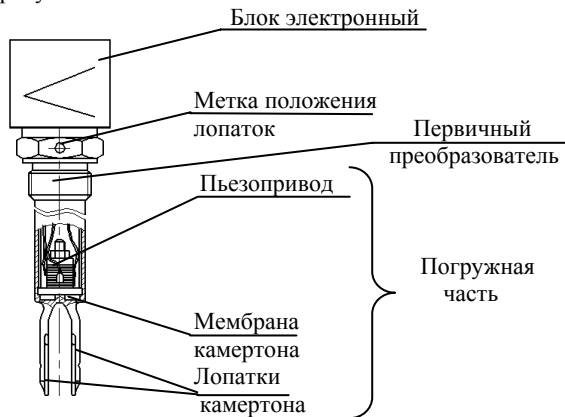 Блок электронный
Метка положения
лопаток
Первичный
преобразователь
Пьезопривод
Погружная
часть
Мембрана
камертона
Лопатки
камертона